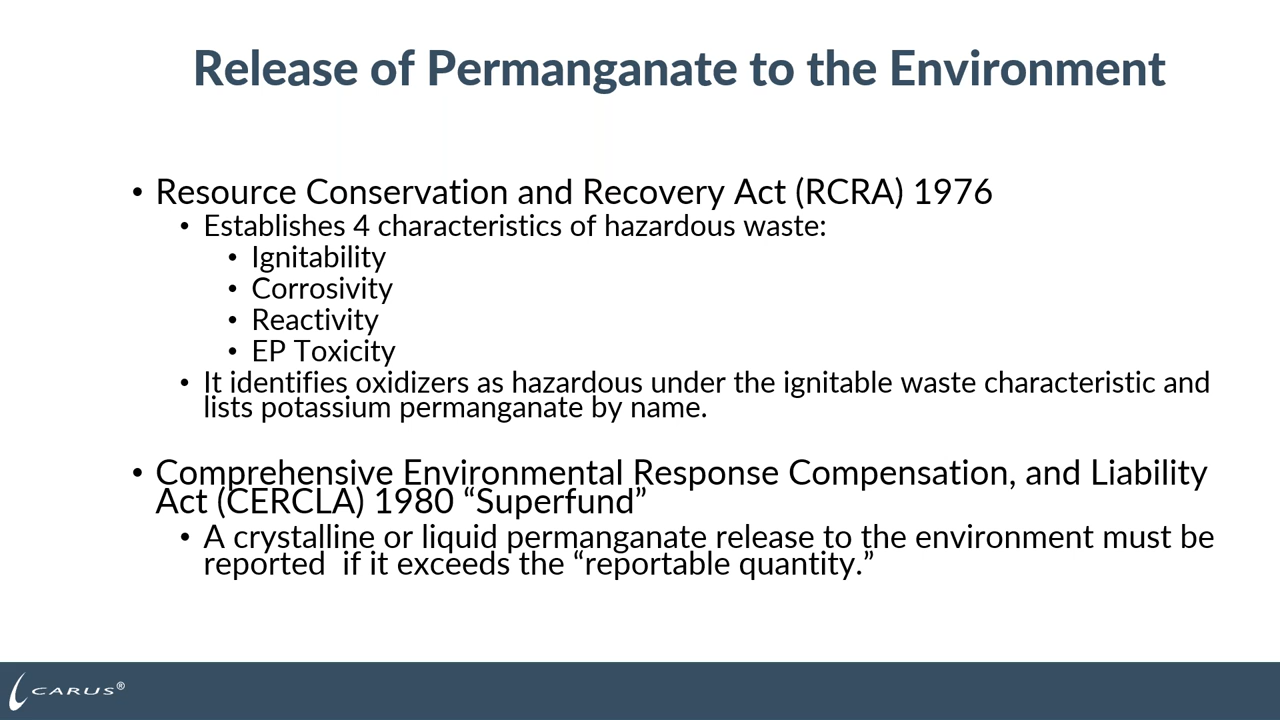 Release of Permanganate to the Environment
• Resource Conservation and Recovery Act (RCRA) 1976
• Establishes 4 characteristics of hazardous waste:
• Ignitability
• Corrosivity
• Reactivity
• EP Toxicity
• It identifies oxidizers as hazardous under the ignitable waste characteristic and
lists potassium permanganate by name.
• Comprehensive Environmental Response Compensation, and Liability
Act (CERCLA) 1980 “Superfund”
• A crystalline or liquid permanganate release to the environment must be
reported  if it exceeds the “reportable quantity.”
CARUS®